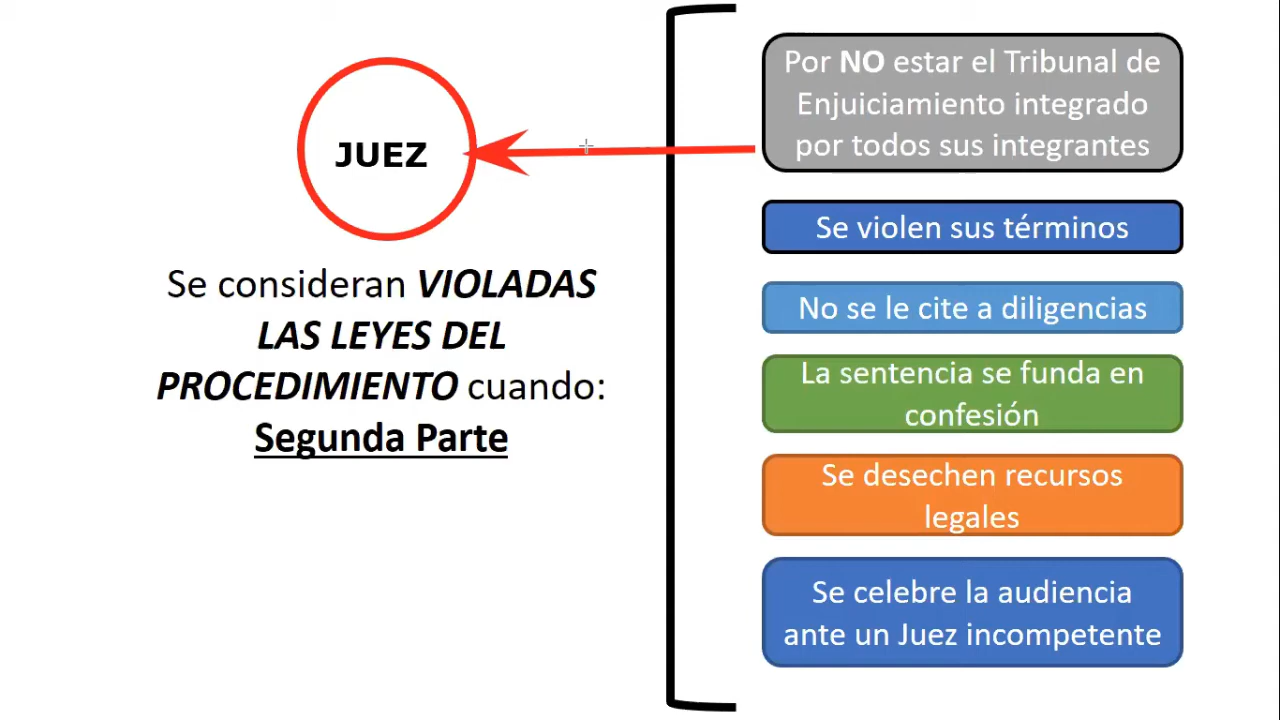 JUEZ
Se consideran VIOLADAS
LAS LEYES DEL
PROCEDIMIENTO cuando:
Segunda Parte
Por NO estar el Tribunal de
Enjuiciamiento integrado
por todos sus integrantes
Se violen sus términos
No se le cite a diligencias
La sentencia se funda en
confesión
Se desechen recursos
legales
Se celebre la audiencia
ante un Juez incompetente